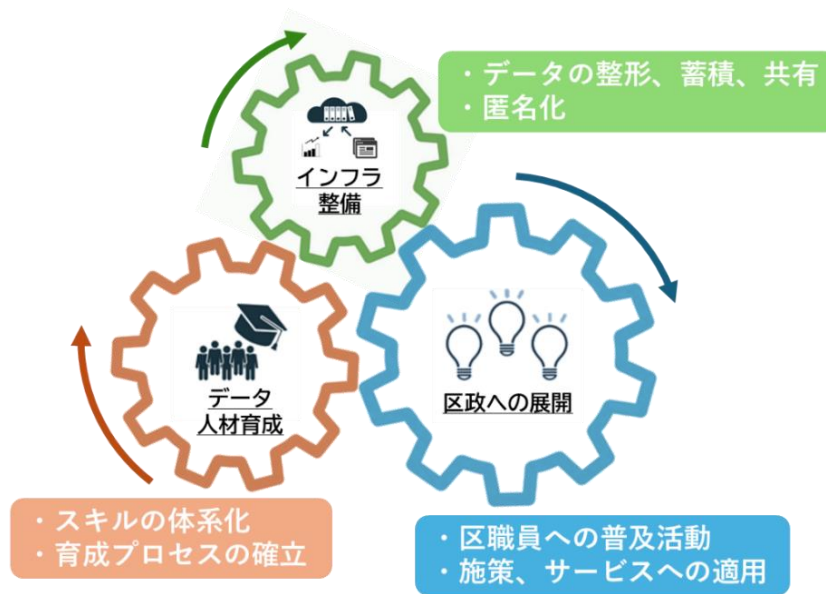 ・データの整形、蓄積、共有
・匿名化
インフラ
整備
データ
人材育成
区政への展開
・スキルの体系化
・育成プロセスの確立
・区職員への普及活動
・施策、サービスへの適用